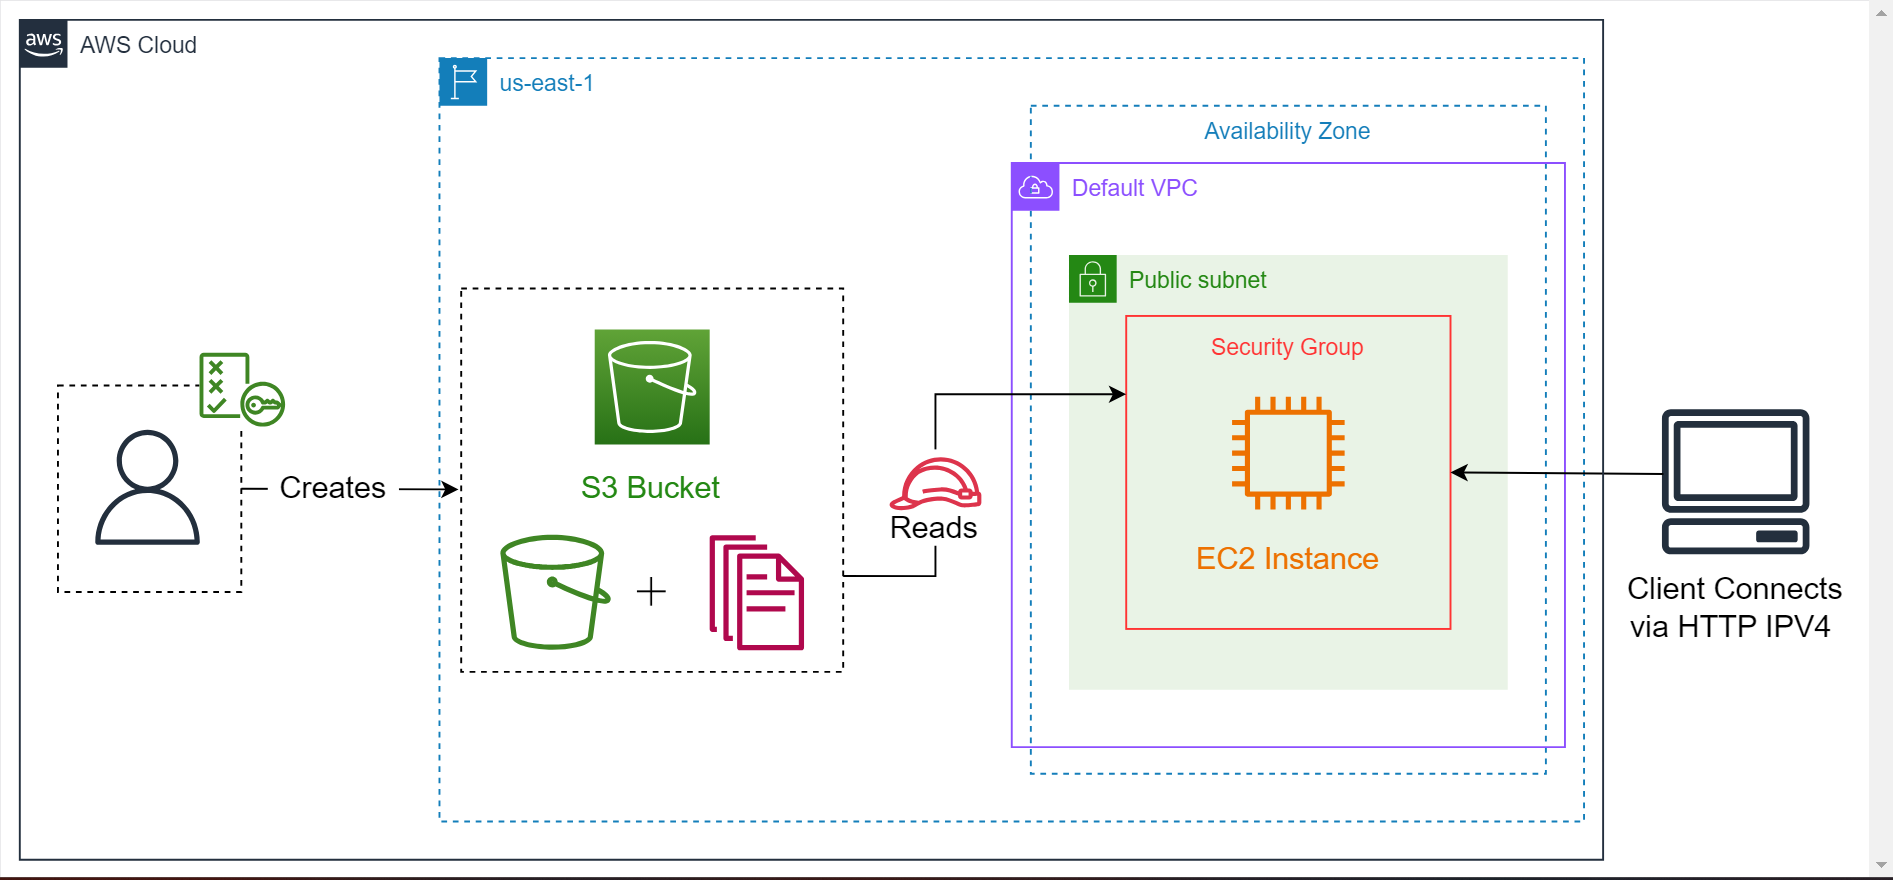 aws
AWS Cloud
us-east-1
Availability Zone
Default VPC
Public subnet
Security Group
Creates
S3 Bucket
Reads
EC2 Instance
Client Connects
via HTTP IPV4